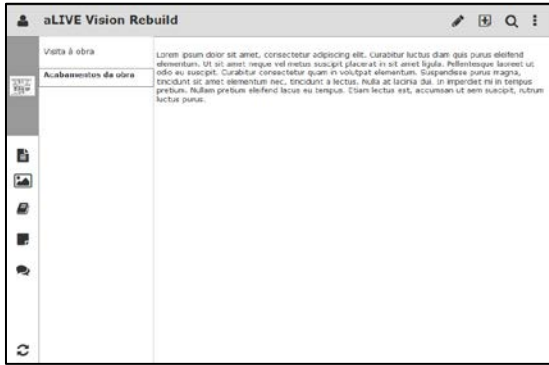 aLIVE Vision Rebuild
Visita á obra
Acabamentos da obra
Lorem ipsum dolor sit amet, consectetur adipiscing elit. Curabitur luctus diam quis purus eleifend
elementum. Ut sit amet neque vel metus suscipit placerat in sit amet ligula. Pellentesque laoreet ut
odio eu suscipit. Curabitur consectetur quam in volutpat elementum. Suspendisse purus magna,
tincidunt sit amet elementum nec, tincidunt a lectus. Nulla at lacinia dui. In imperdiet mi in tempus
pretium. Nullam pretium eleifend lacus eu tempus. Etiam lectus est, accumsan ut sem suscipit, rutrum
luctus purus.